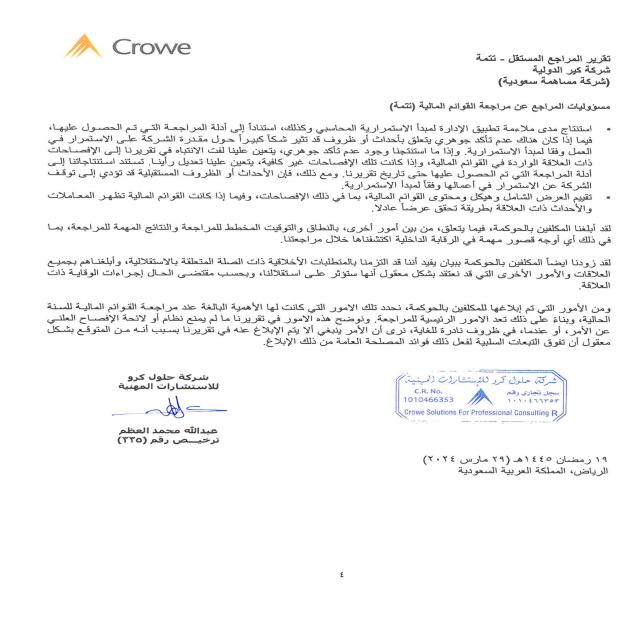 Crowe
تقرير المراجع المستقل - تتمة
شركة كير الدولية
(شركة مساهمة سعودية)
مسؤوليات المراجع عن مراجعة القوائم المالية (تتمة)
• استنتاج مدى ملاءمة تطبيق الإدارة لمبدأ الاستمرارية المحاسبي وكذلك، استناداً إلى أدلة المراجعة التي تم الحصول عليها،
فيما إذا كان هناك عدم تأكد جوهري يتعلق بأحداث أو ظروف قد تثير شكاً كبيراً حول مقدرة الشركة على الاستمرار في
العمل وفقا لمبدأ الاستمرارية. وإذا ما استنتجنا وجود عدم تأكد جوهري، يتعين علينا لفت الانتباه في تقريرنا إلى الإفصاحات
ذات العلاقة الواردة في القوائم المالية، وإذا كانت تلك الإفصاحات غير كافية، يتعين علينا تعديل رأينا. تستند استنتاجاتنا إلى
أدلة المراجعة التي تم الحصول عليها حتى تاريخ تقريرنا. ومع ذلك، فإن الأحداث أو الظروف المستقبلية قد تؤدي إلى توقف
الشركة عن الاستمرار في أعمالها وفقاً لمبدأ الاستمرارية.
• تقييم العرض الشامل وهيكل ومحتوى القوائم المالية، بما في ذلك الإفصاحات، وفيما إذا كانت القوائم المالية تظهر المعاملات
والأحداث ذات العلاقة بطريقة تحقق عرضاً عادلا.
لقد أبلغنا المكلفين بالحوكمة، فيما يتعلق، من بين أمور أخرى، بالنطاق والتوقيت المخطط للمراجعة والنتائج المهمة للمراجعة، بما
في ذلك أي أوجه قصور مهمة في الرقابة الداخلية اكتشفناها خلال مراجعتنا.
لقد زودنا ايضاً المكلفين بالحوكمة ببيان يفيد أننا قد التزمنا بالمتطلبات الأخلاقية ذات الصلة المتعلقة بالاستقلالية، وأبلغناهم بجميع
العلاقات والأمور الأخرى التي قد نعتقد بشكل معقول أنها ستؤثر على استقلالنا، وبحسب مقتضى الحال إجراءات الوقاية ذات
العلاقة.
ومن الأمور التي تم إبلاغها للمكلفين بالحوكمة، نحدد تلك الامور التي كانت لها الأهمية البالغة عند مراجعة القوائم المالية للسنة
الحالية، وبناءً على ذلك تعد الامور الرئيسية للمراجعة. ونوضح هذه الامور في تقريرنا ما لم يمنع نظام أو لائحة الإفصاح العلني
عن الأمر، أو عندما، في ظروف نادرة للغاية، نرى أن الأمر ينبغي ألا يتم الإبلاغ عنه في تقريرنا بسبب أنه من المتوقع بشكل
معقول أن تفوق التبعات السلبية لفعل ذلك فوائد المصلحة العامة من ذلك الإبلاغ.
شركة حلول كرو للإستشارات المهنية
C.R. No.
1010466353
سجل تجاري رقم
١٠١٠٤٦٦٣٥٣
Crowe Solutions For Professional Consulting R
شركة حلول كرو
للاستشارات المهنية
عبدالله محمد العظم
ترخيص رقم (٣٣٥)
١٩ رمضان ١٤٤٥هـ (٢٩ مارس ٢٠٢٤)
الرياض، المملكة العربية السعودية
٤